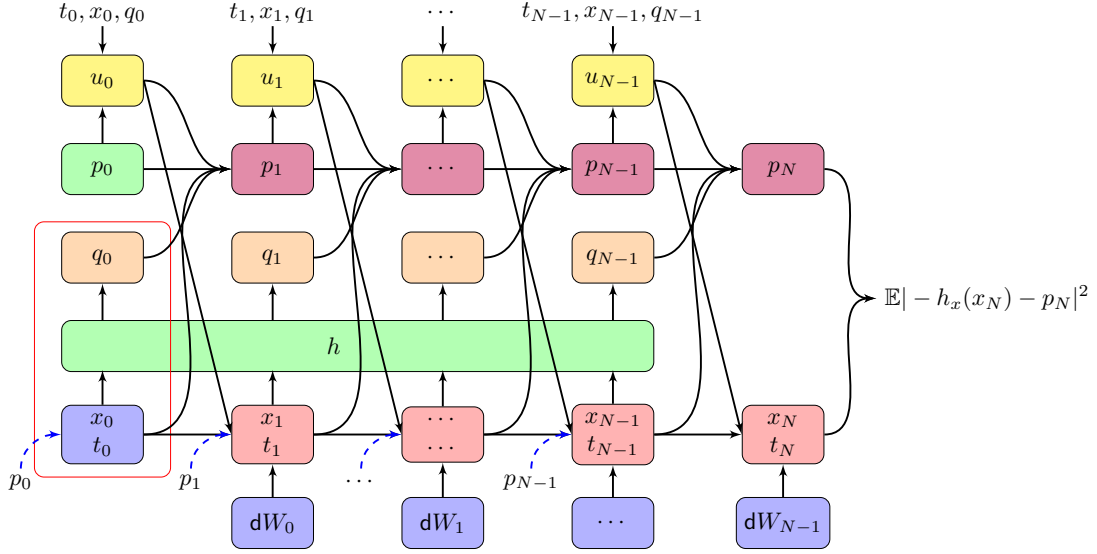 t_0, x_0, q_0 t_1, x_1, q_1 ⋯ t_{N−1}, x_{N−1}, q_{N−1}
u_0 u_1 ⋯ u_{N−1}
p_0 p_1 ⋯ p_{N−1} p_N
q_0 q_1 ⋯ q_{N−1}
𝔼| − h_x(x_N) − p_N|^2
h
x_0 x_1 ⋯ x_{N−1} x_N
t_0 t_1 ⋯ t_{N−1} t_N
p_0 p_1 ⋯ p_{N−1}
dW_0 dW_1 ⋯ dW_{N−1}